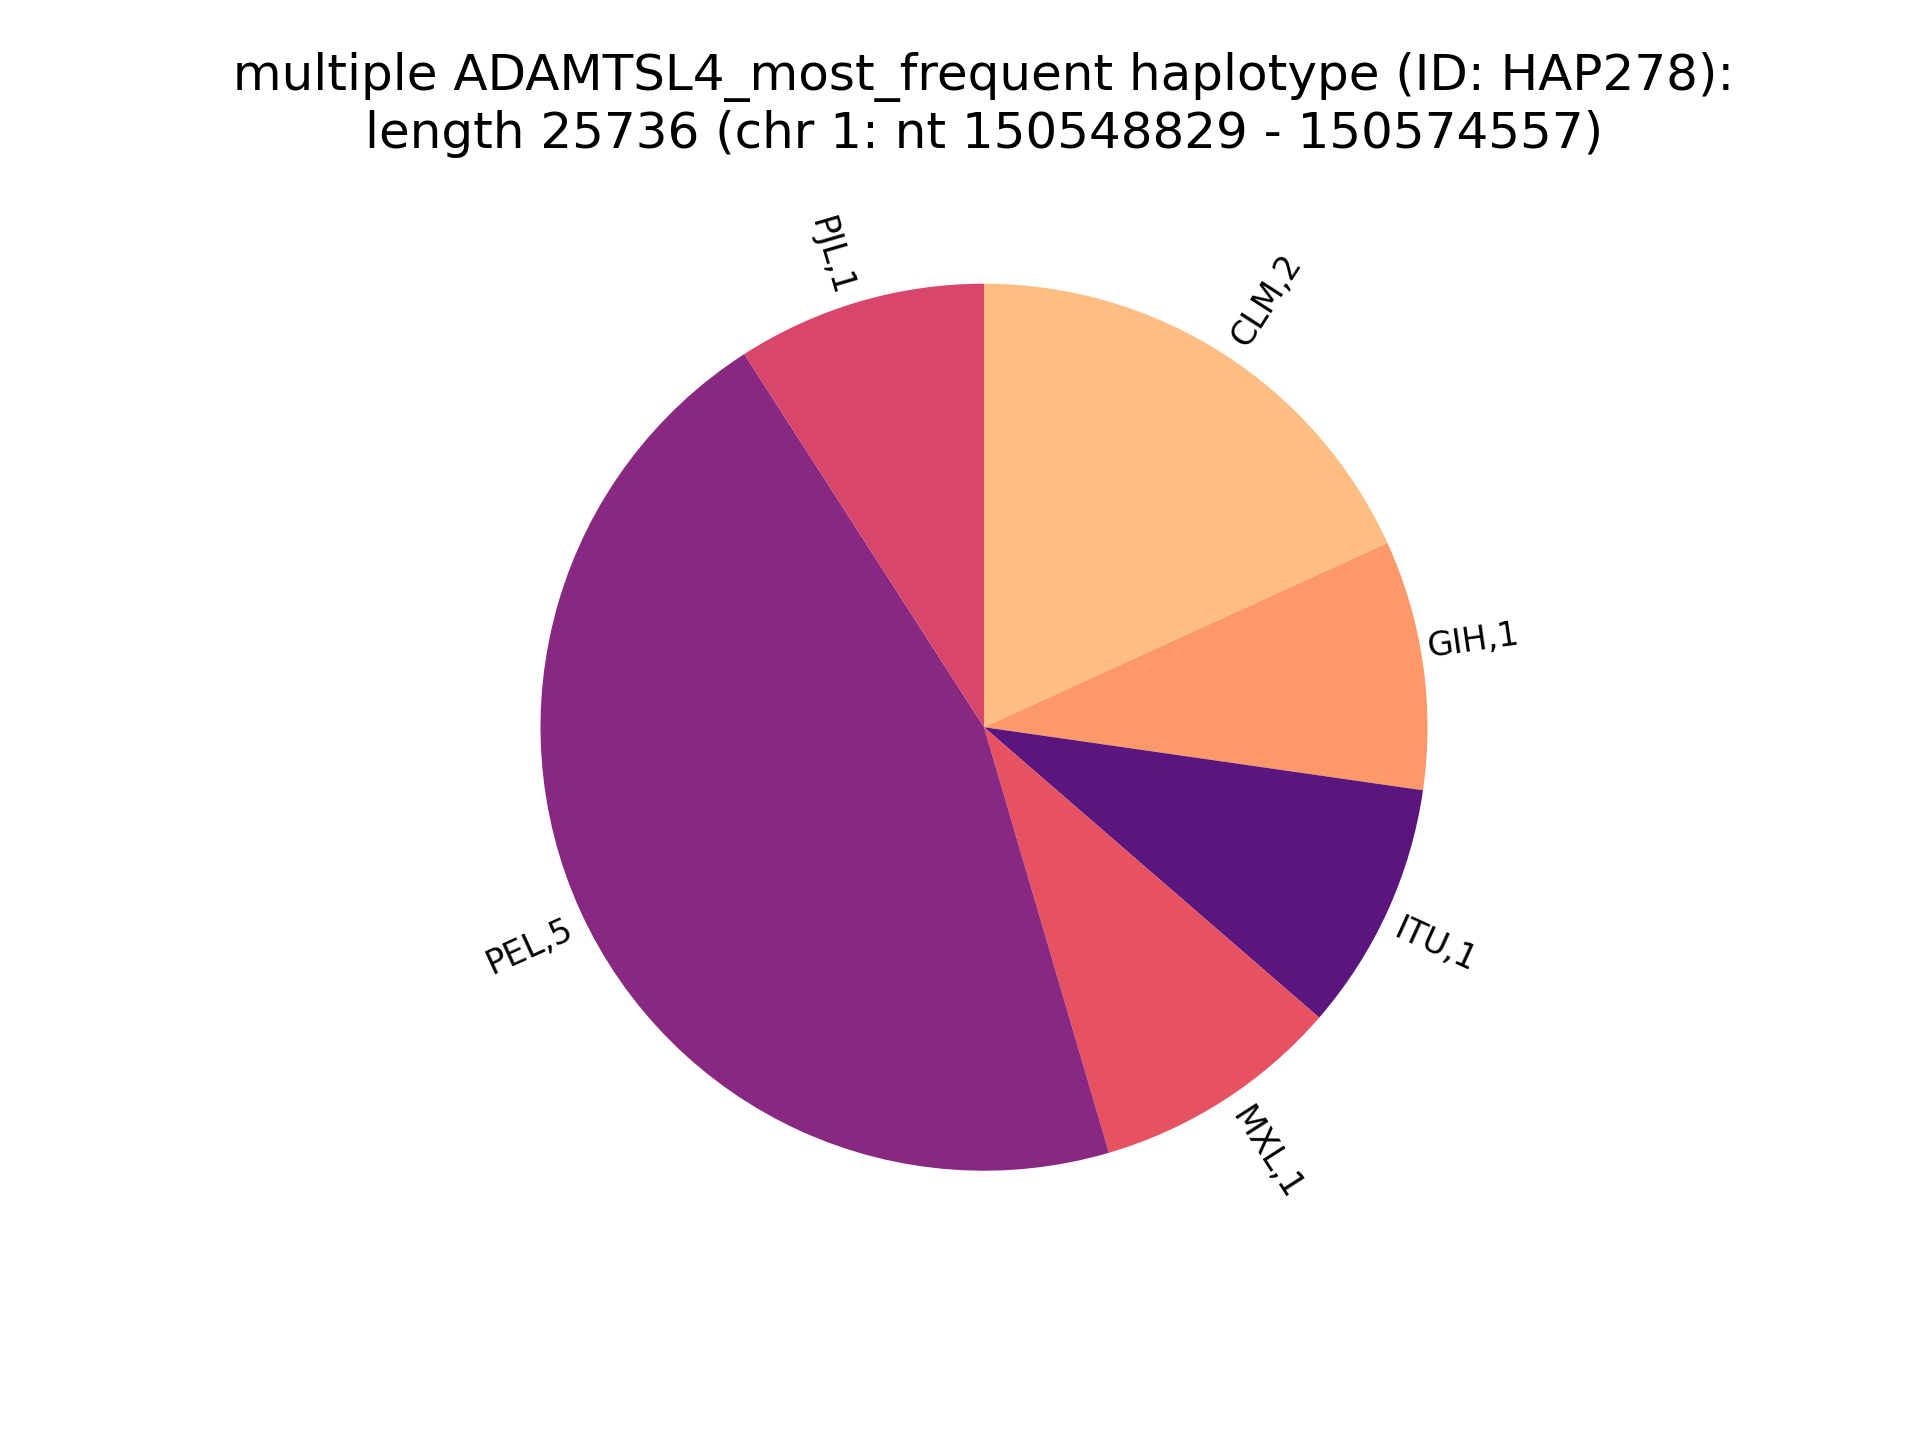 multiple ADAMTSL4_most_frequent haplotype (ID: HAP278):
length 25736 (chr 1: nt 150548829 - 150574557)
PJL,1
CLM,2
GIH,1
ITU,1
MXL,1
PEL,5